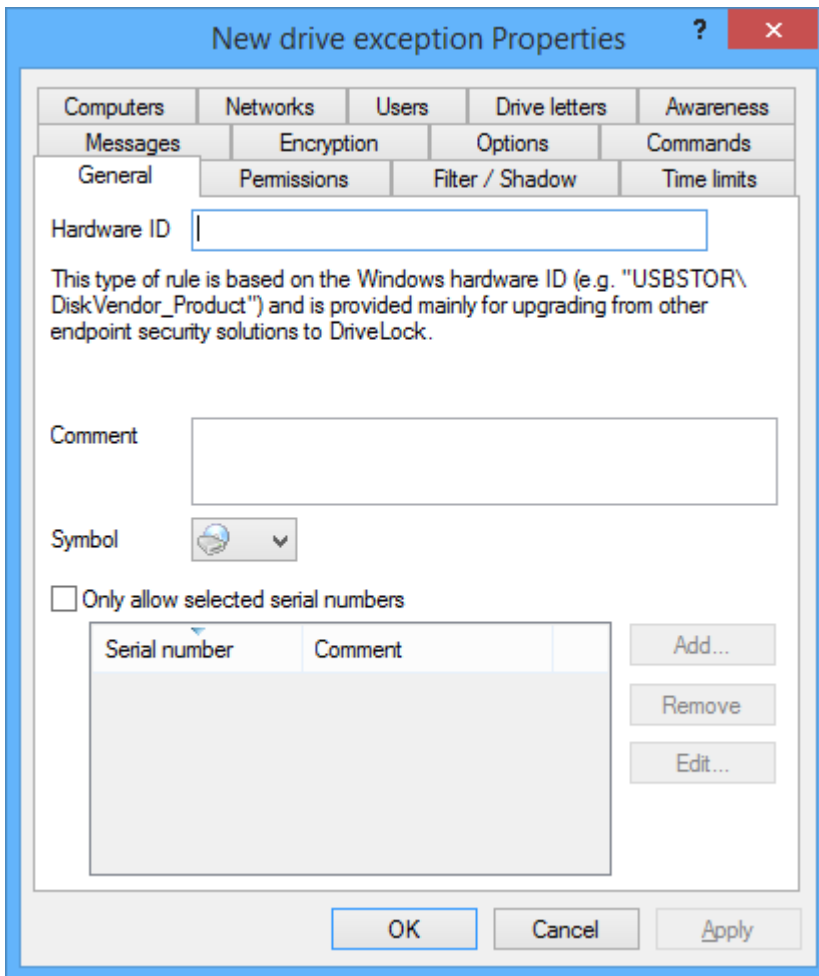 New drive exception Properties ?
Computers Networks Users Drive letters Awareness
Messages Encryption Options Commands
General Permissions Filter / Shadow Time limits
Hardware ID
This type of rule is based on the Windows hardware ID (e.g. "USBSTOR\
DiskVendor_Product") and is provided mainly for upgrading from other
endpoint security solutions to DriveLock.
Comment
Symbol
Only allow selected serial numbers
Serial number Comment
Add...
Remove
Edit...
OK Cancel Apply